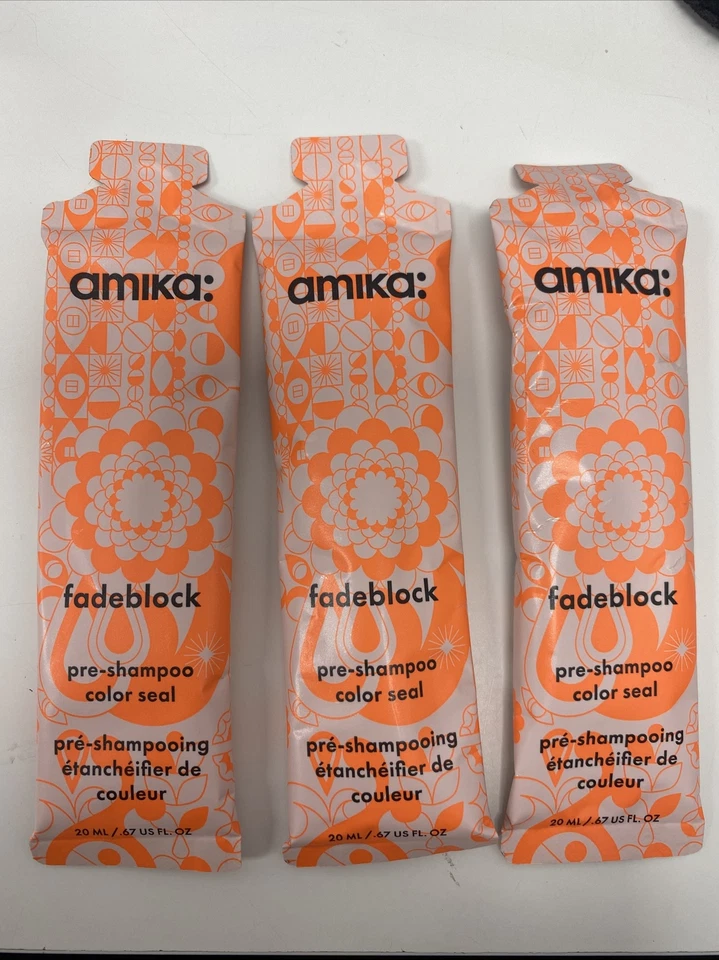 amika:
fadeblock
pre-shampoo
color seal
pré-shampooing
étanchéifier de
couleur
20 ML / .67 US FL. OZ
amika:
fadeblock
pre-shampoo
color seal
pré-shampooing
étanchéifier de
couleur
20 ML / .67 US FL. OZ
amika:
fadeblock
pre-shampoo
color seal
pré-shampooing
étanchéifier de
couleur
20 ML / .67 US FL. OZ